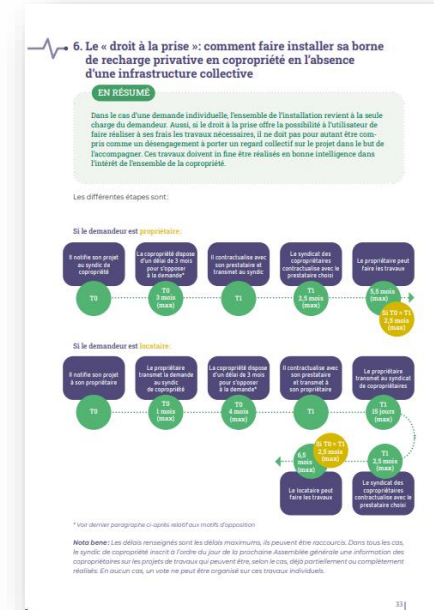 6. Le « droit à la prise »: comment faire installer sa borne
de recharge privative en copropriété en l'absence
d'une infrastructure collective
EN RÉSUMÉ
Dans le cas d'une demande individuelle, l'ensemble de l'installation revient à la seule
charge du demandeur. Aussi, si le droit à la prise offre la possibilité à l'utilisateur de
faire réaliser à ses frais les travaux nécessaires, il ne doit pas pour autant être com-
pris comme un désengagement à porter un regard collectif sur le projet dans le but de
l'accompagner. Ces travaux doivent in fine être réalisés en bonne intelligence dans
l'intérêt de l'ensemble de la copropriété.
Les différentes étapes sont:
Si le demandeur est propriétaire:
Il notifie son projet
au syndic de
copropriété
T0
La copropriété dispose
d'un délai de 3 mois
pour s'opposer
à la demande*
T0
3 mois
(max)
Il contractualise avec
son prestataire et
transmet au syndic
T1
Le syndicat des
copropriétaires
contractualise avec le
prestataire choisi
T1
2,5 mois
(max)
Le propriétaire peut
faire les travaux
5,5 mois
(max)
Si T0 = T1
2,5 mois
(max)
Si le demandeur est locataire:
Il notifie son projet
à son propriétaire
T0
Le propriétaire
transmet la demande
au syndic
de copropriété
T0
1 mois
(max)
La copropriété dispose
d'un délai de 3 mois
pour s'opposer
à la demande*
T0
4 mois
(max)
Il contractualise avec
son prestataire
et transmet à
son propriétaire
T1
Le propriétaire
transmet au syndicat
de copropriétaires
T1
15 jours
(max)
T1
2,5 mois
(max)
Le syndicat des
copropriétaires
contractualise avec le
prestataire choisi
Si T0 = T1
2,5 mois
(max)
6,5
mois
(max)
Le locataire peut
faire les travaux
* Voir dernier paragraphe ci-après relatif aux motifs d'opposition
Nota bene: Les délais renseignés sont les délais maximums, ils peuvent être raccourcis. Dans tous les cas,
le syndic de copropriété inscrit à l'ordre du jour de la prochaine Assemblée générale une information des
copropriétaires sur les projets de travaux qui peuvent être, selon le cas, déjà partiellement ou complètement
réalisés. En aucun cas, un vote ne peut être organisé sur ces travaux individuels.
33